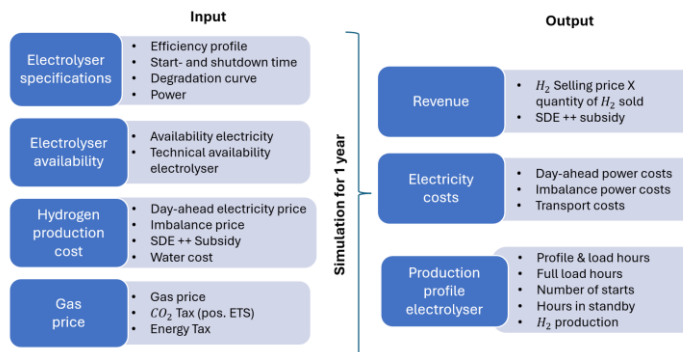 Input
Electrolyser
specifications
• Efficiency profile
• Start- and shutdown time
• Degradation curve
• Power
Electrolyser
availability
• Availability electricity
• Technical availability
electrolyser
Hydrogen
production
cost
• Day-ahead electricity price
• Imbalance price
• SDE ++ Subsidy
• Water cost
Gas
price
• Gas price
• CO₂ Tax (pos. ETS)
• Energy Tax
Simulation for 1 year
Output
Revenue
• H₂ Selling price X
quantity of H₂ sold
• SDE ++ subsidy
Electricity
costs
• Day-ahead power costs
• Imbalance power costs
• Transport costs
Production
profile
electrolyser
• Profile & load hours
• Full load hours
• Number of starts
• Hours in standby
• H₂ production